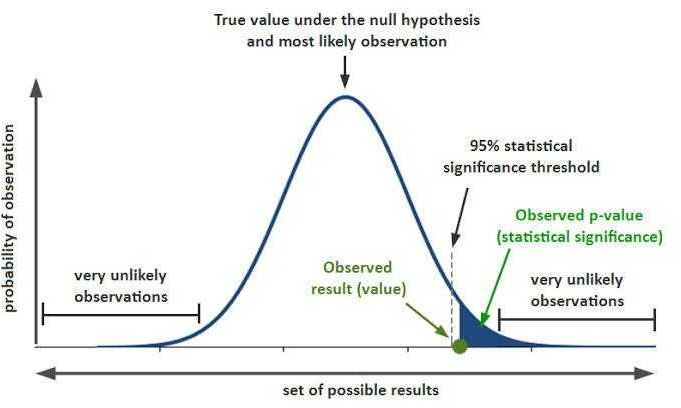 True value under the null hypothesis
and most likely observation
95% statistical
significance threshold
Observed p-value
(statistical significance)
Observed
result (value)
very unlikely
observations
very unlikely
observations
probability of observation
set of possible results